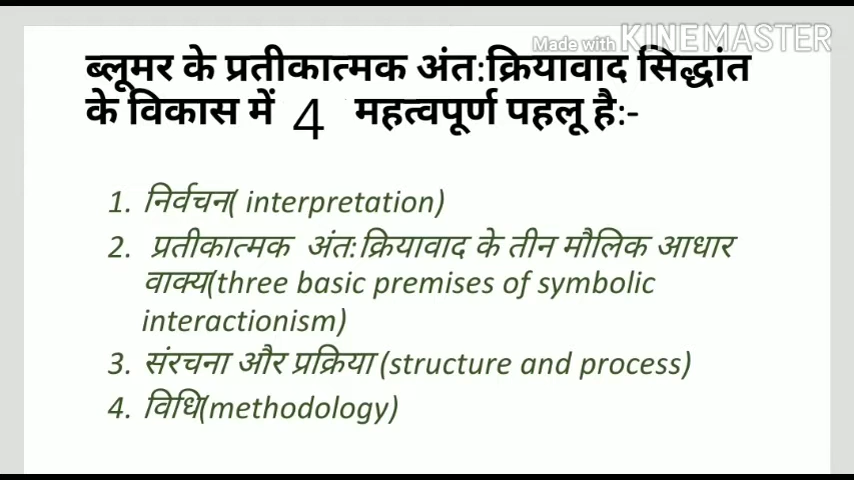 Made with KINEMASTER
ब्लूमर के प्रतीकात्मक अंत:क्रियावाद सिद्धांत
के विकास में 4 महत्वपूर्ण पहलू है:-
1. निर्वचन( interpretation)
2. प्रतीकात्मक अंत:क्रियावाद के तीन मौलिक आधार
वाक्य(three basic premises of symbolic
interactionism)
3. संरचना और प्रक्रिया (structure and process)
4. विधि(methodology)